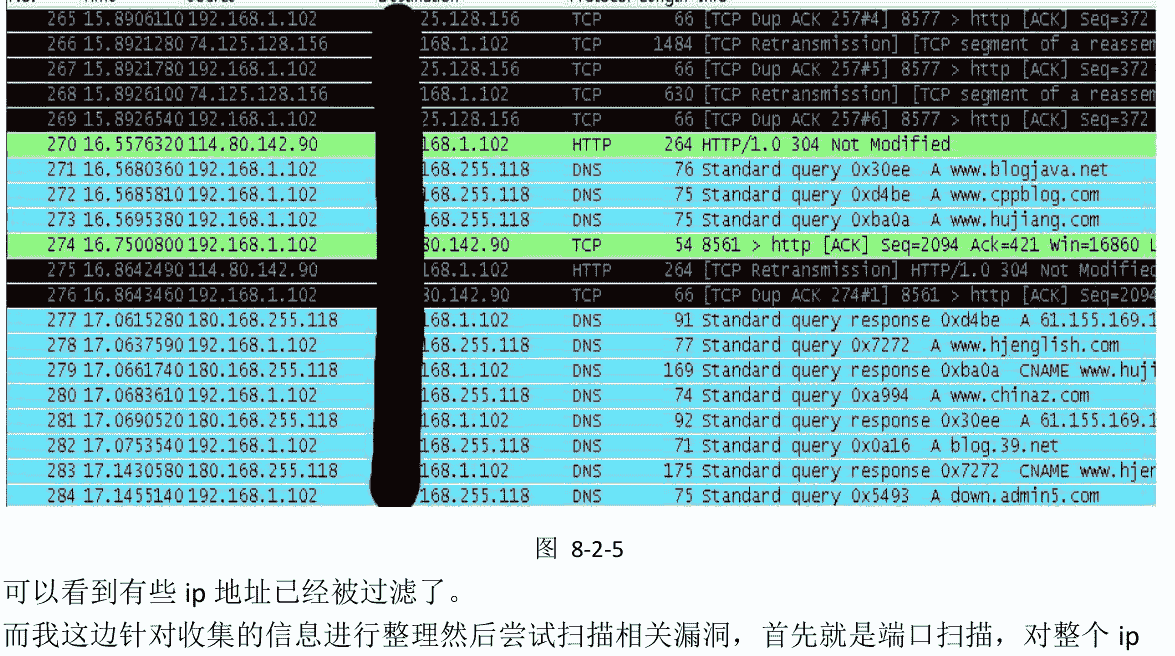 265 15.8906110 192.168.1.102 25.128.156 TCP 66 [TCP Dup ACK 257#4] 8577 > http [ACK] Seq=372
266 15.8921280 74.125.128.156 168.1.102 TCP 1484 [TCP Retransmission] [TCP segment of a reassem
267 15.8921780 192.168.1.102 25.128.156 TCP 66 [TCP Dup ACK 257#5] 8577 > http [ACK] Seq=372
268 15.8926100 74.125.128.156 168.1.102 TCP 630 [TCP Retransmission] [TCP segment of a reassem
269 15.8926540 192.168.1.102 25.128.156 TCP 66 [TCP Dup ACK 257#6] 8577 > http [ACK] Seq=372
270 16.5576320 114.80.142.90 168.1.102 HTTP 264 HTTP/1.0 304 Not Modified
271 16.5680360 192.168.1.102 168.255.118 DNS 76 Standard query 0x30ee A www.blogjava.net
272 16.5685810 192.168.1.102 168.255.118 DNS 75 Standard query 0xd4be A www.cppblog.com
273 16.5695380 192.168.1.102 168.255.118 DNS 75 Standard query 0xba0a A www.hujiang.com
274 16.7500800 192.168.1.102 80.142.90 TCP 54 8561 > http [ACK] Seq=2094 Ack=421 Win=16860 L
275 16.8642490 114.80.142.90 168.1.102 HTTP 264 [TCP Retransmission] HTTP/1.0 304 Not Modified
276 16.8643460 192.168.1.102 80.142.90 TCP 66 [TCP Dup ACK 274#1] 8561 > http [ACK] Seq=2094
277 17.0615280 180.168.255.118 168.1.102 DNS 91 Standard query response 0xd4be A 61.155.169.1
278 17.0637590 192.168.1.102 168.255.118 DNS 77 Standard query 0x7272 A www.hjenglish.com
279 17.0661740 180.168.255.118 168.1.102 DNS 169 Standard query response 0xba0a CNAME www.huji
280 17.0683610 192.168.1.102 168.255.118 DNS 74 Standard query 0xa994 A www.chinaz.com
281 17.0690520 180.168.255.118 168.1.102 DNS 92 Standard query response 0x30ee A 61.155.169.1
282 17.0753540 192.168.1.102 168.255.118 DNS 71 Standard query 0x0a16 A blog.39.net
283 17.1430580 180.168.255.118 168.1.102 DNS 175 Standard query response 0x7272 CNAME www.hjen
284 17.1455140 192.168.1.102 168.255.118 DNS 75 Standard query 0x5493 A down.admin5.com
图 8-2-5
可以看到有些 ip 地址已经被过滤了。
而我这边针对收集的信息进行整理然后尝试扫描相关漏洞，首先就是端口扫描，对整个 ip